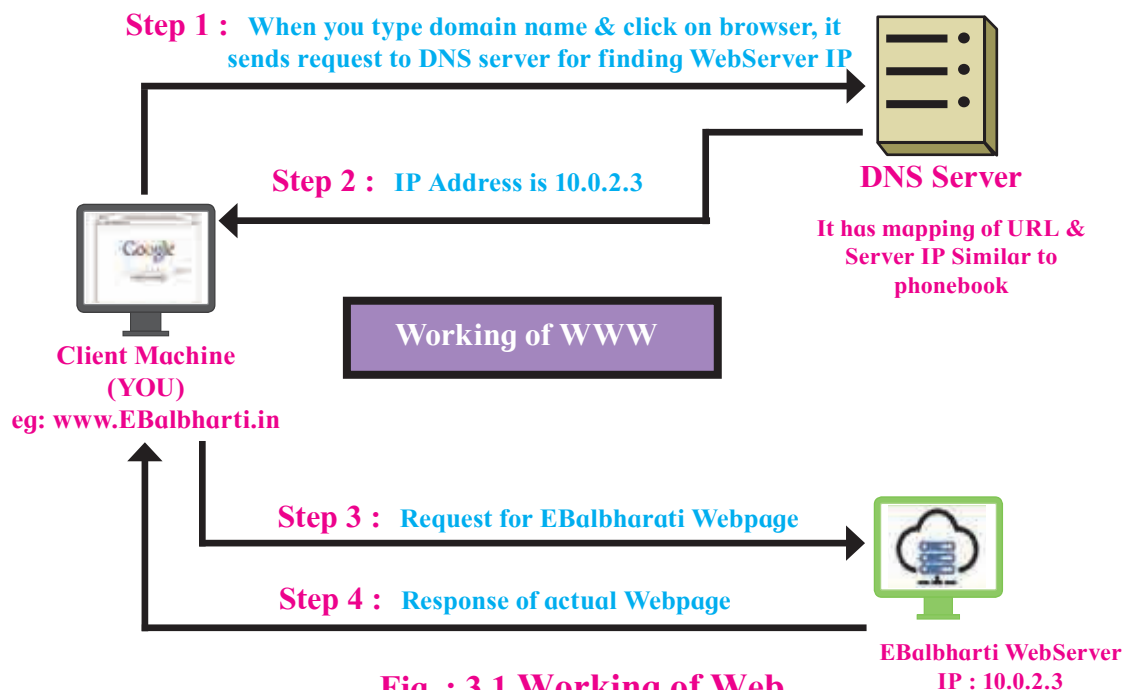 Step 1 : When you type domain name & click on browser, it
sends request to DNS server for finding WebServer IP
Step 2 : IP Address is 10.0.2.3
DNS Server
It has mapping of URL &
Server IP Similar to
phonebook
Google
Working of WWW
Client Machine
(YOU)
eg: www.EBalbharti.in
Step 3 : Request for EBalbharati Webpage
Step 4 : Response of actual Webpage
EBalbharti WebServer
IP : 10.0.2.3
Fig. : 3.1 Working of Web